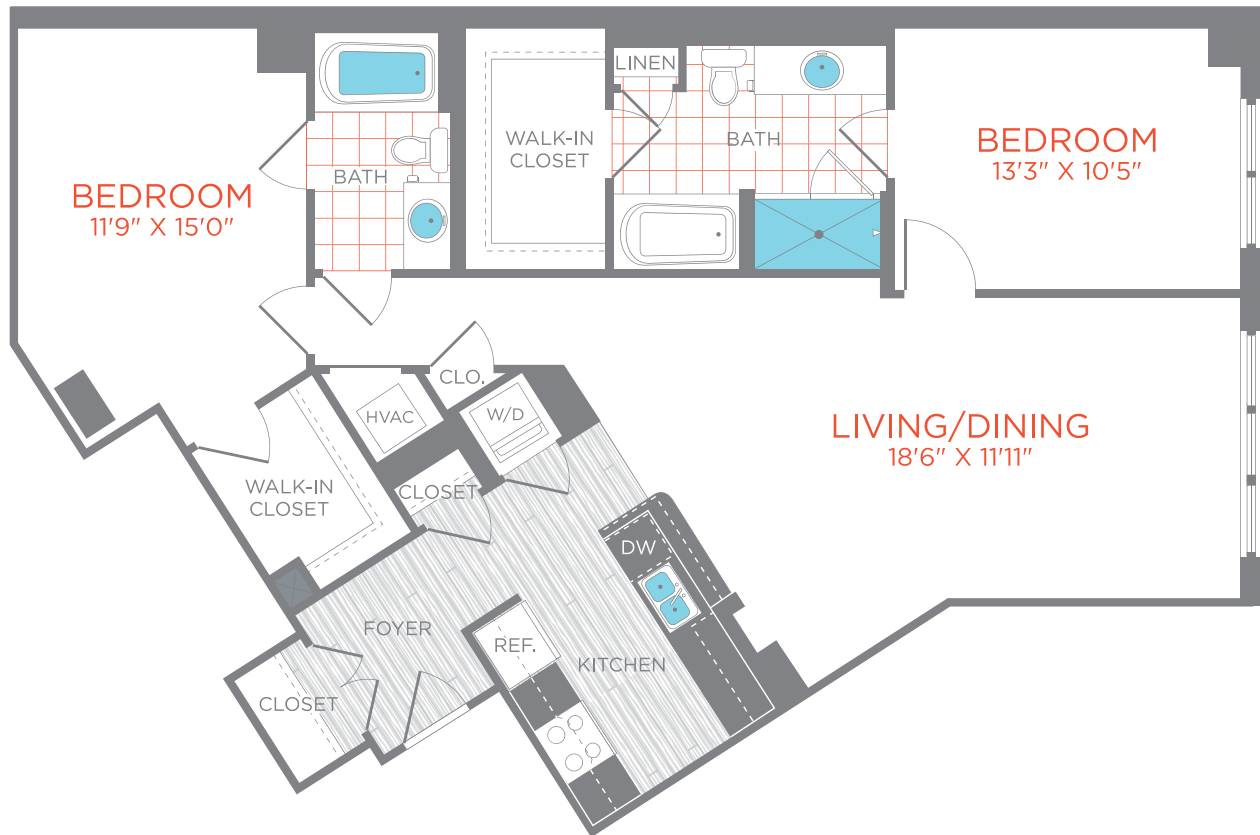 LINEN
WALK-IN
CLOSET
BATH
BEDROOM
13'3" X 10'5"
BATH
BEDROOM
11'9" X 15'0"
CLO.
HVAC
W/D
LIVING/DINING
18'6" X 11'11"
WALK-IN
CLOSET
CLOSET
DW
FOYER
REF.
KITCHEN
CLOSET